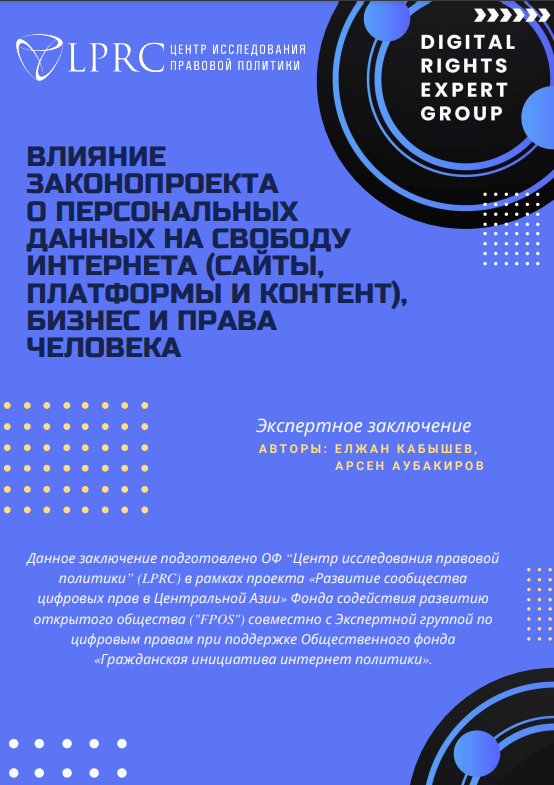 LPRC ЦЕНТР ИССЛЕДОВАНИЯ
ПРАВОВОЙ ПОЛИТИКИ
DIGITAL
RIGHTS
EXPERT
GROUP
ВЛИЯНИЕ
ЗАКОНОПРОЕКТА
О ПЕРСОНАЛЬНЫХ
ДАННЫХ НА СВОБОДУ
ИНТЕРНЕТА (САЙТЫ,
ПЛАТФОРМЫ И КОНТЕНТ),
БИЗНЕС И ПРАВА
ЧЕЛОВЕКА
Экспертное заключение
АВТОРЫ: ЕЛЖАН КАБЫШЕВ,
АРСЕН АУБАКИРОВ
Данное заключение подготовлено ОФ “Центр исследования правовой
политики” (LPRC) в рамках проекта «Развитие сообщества
цифровых прав в Центральной Азии» Фонда содействия развитию
открытого общества ("FPOS") совместно с Экспертной группой по
цифровым правам при поддержке Общественного фонда
«Гражданская инициатива интернет политики».